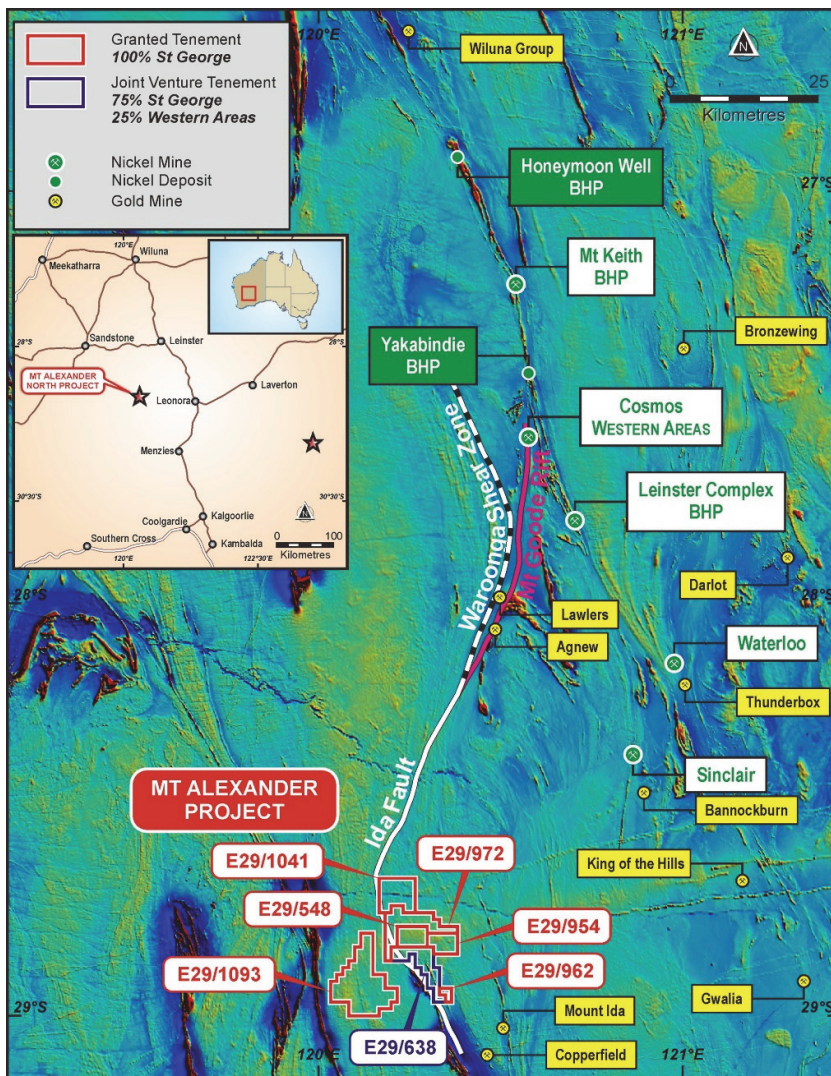 Granted Tenement
100% St George
Joint Venture Tenement
75% St George
25% Western Areas
Nickel Mine
Nickel Deposit
Gold Mine
120°E
121°E
Wiluna Group
N
25
Kilometres
Honeymoon Well
BHP
27°S
Mt Keith
BHP
Bronzewing
Yakabindie
BHP
Cosmos
WESTERN AREAS
Leinster Complex
BHP
Waroonga Shear Zone
Mt Goode Rift
Darlot
28°S
28°S
Lawlers
Agnew
Waterloo
Thunderbox
Sinclair
Bannockburn
Ida Fault
MT ALEXANDER
PROJECT
King of the Hills
E29/1041
E29/972
E29/548
E29/954
E29/1093
E29/962
E29/638
Gwalia
Mount Ida
Copperfield
29°S
29°S
120°E
121°E
120°E
Wiluna
Meekatharra
Sandstone
Leinster
28°S
28°S
MT ALEXANDER
NORTH PROJECT
Laverton
Leonora
Menzies
30°30'S
30°30'S
Kalgoorlie
Coolgardie
Southern Cross
Kambalda
N
0
100
Kilometres
120°E
122°30'E